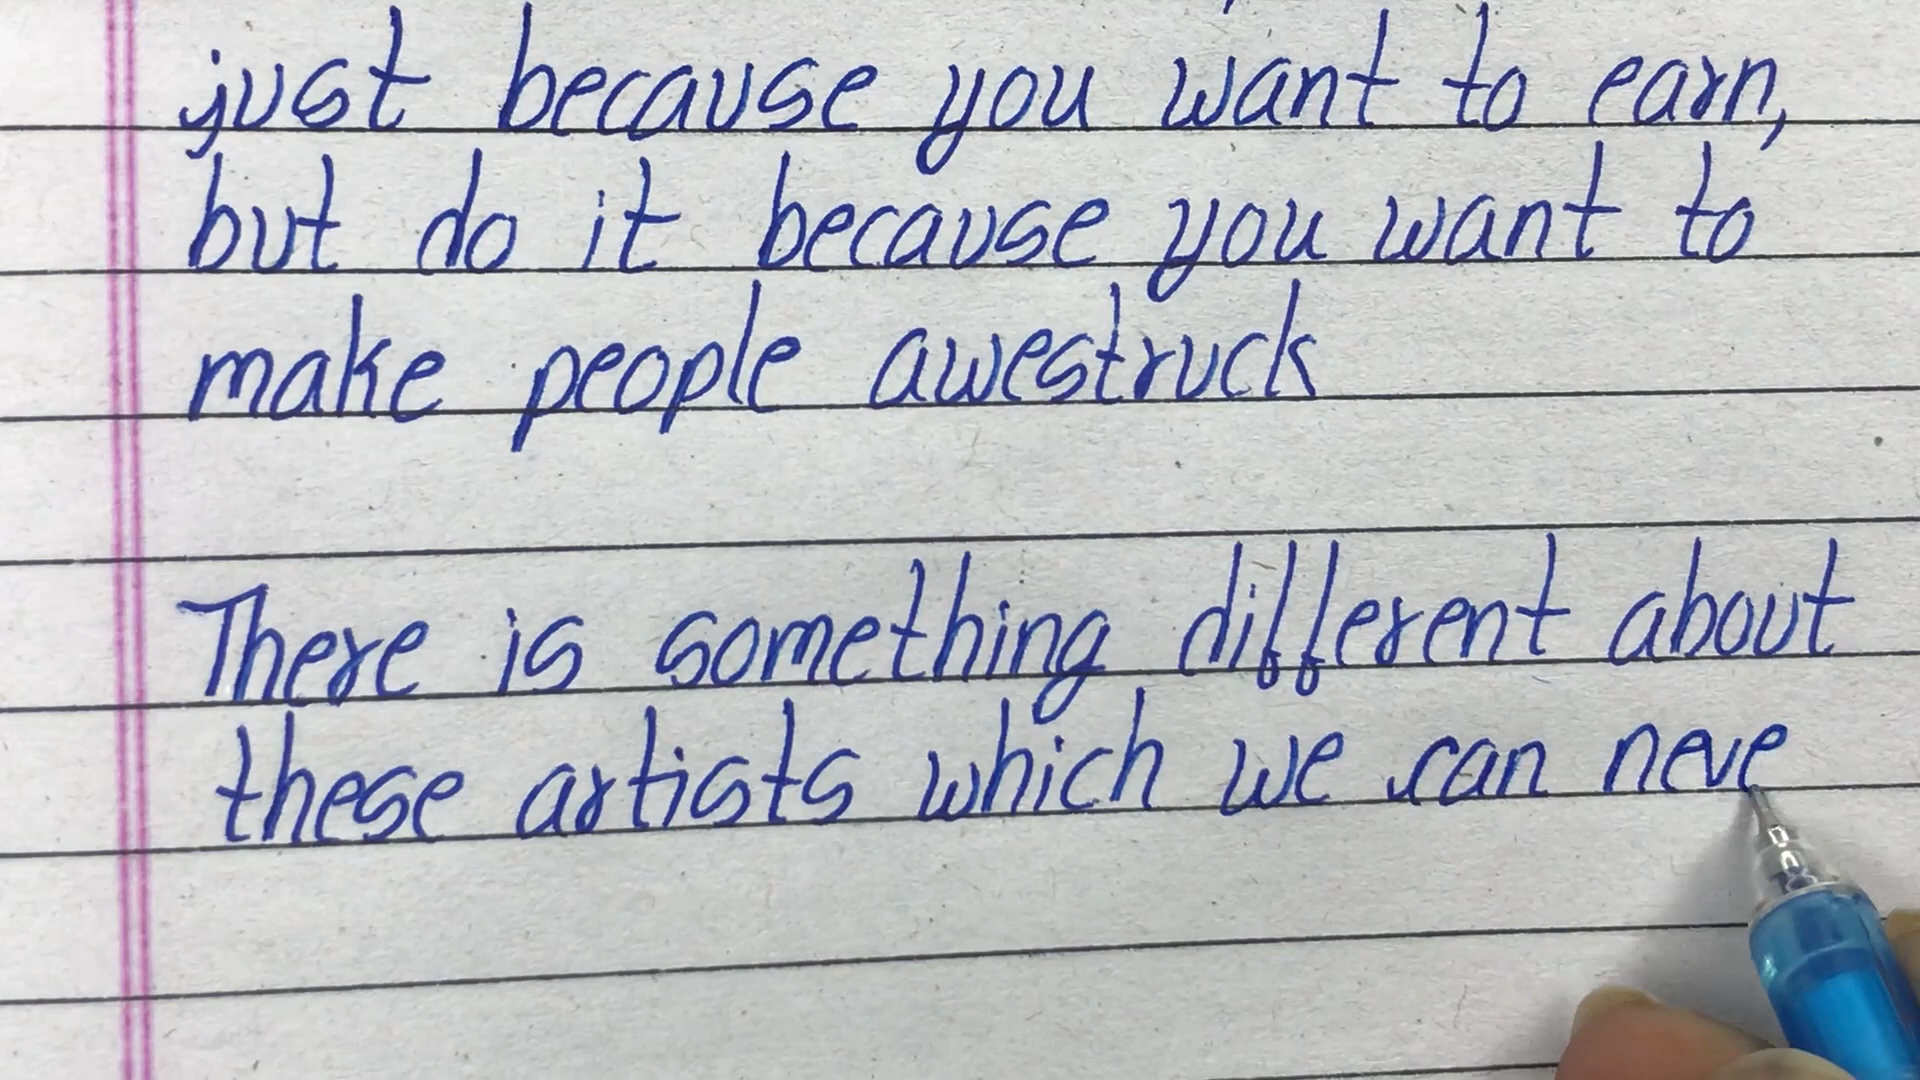 just because you want to earn,
but do it because you want to
make people awestruck
There is something different about
these artists which we can neve